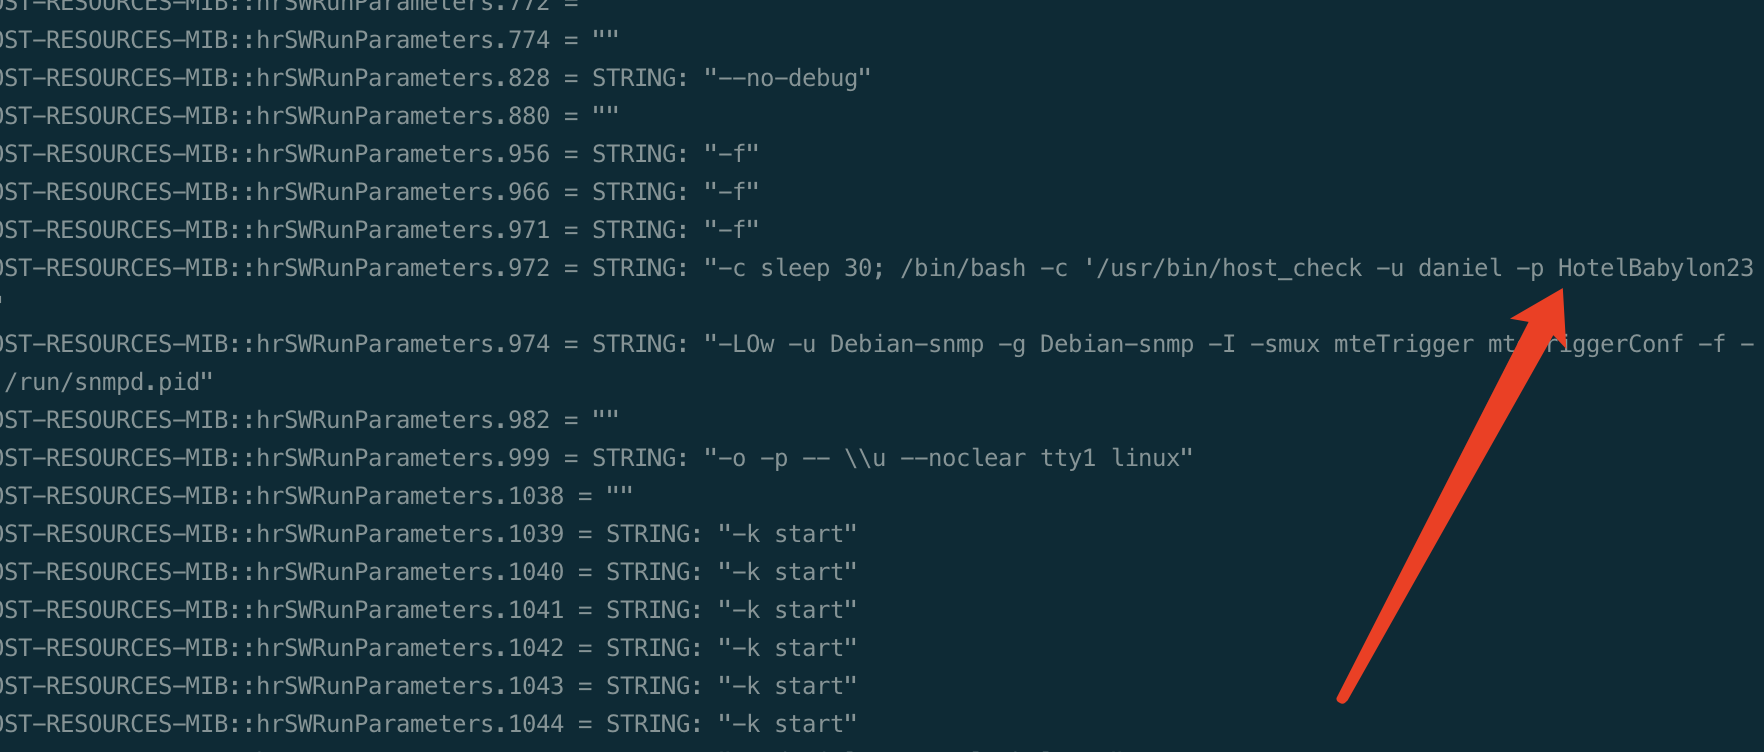 OST-RESOURCES-MIB::hrSWRunParameters.772 =
OST-RESOURCES-MIB::hrSWRunParameters.774 = ""
OST-RESOURCES-MIB::hrSWRunParameters.828 = STRING: "--no-debug"
OST-RESOURCES-MIB::hrSWRunParameters.880 = ""
OST-RESOURCES-MIB::hrSWRunParameters.956 = STRING: "-f"
OST-RESOURCES-MIB::hrSWRunParameters.966 = STRING: "-f"
OST-RESOURCES-MIB::hrSWRunParameters.971 = STRING: "-f"
OST-RESOURCES-MIB::hrSWRunParameters.972 = STRING: "-c sleep 30; /bin/bash -c '/usr/bin/host_check -u daniel -p HotelBabylon23
"
OST-RESOURCES-MIB::hrSWRunParameters.974 = STRING: "-LOw -u Debian-snmp -g Debian-snmp -I -smux mteTrigger -f -
/run/snmpd.pid"
OST-RESOURCES-MIB::hrSWRunParameters.982 = ""
OST-RESOURCES-MIB::hrSWRunParameters.999 = STRING: "-o -p -- \\u --noclear tty1 linux"
OST-RESOURCES-MIB::hrSWRunParameters.1038 = ""
OST-RESOURCES-MIB::hrSWRunParameters.1039 = STRING: "-k start"
OST-RESOURCES-MIB::hrSWRunParameters.1040 = STRING: "-k start"
OST-RESOURCES-MIB::hrSWRunParameters.1041 = STRING: "-k start"
OST-RESOURCES-MIB::hrSWRunParameters.1042 = STRING: "-k start"
OST-RESOURCES-MIB::hrSWRunParameters.1043 = STRING: "-k start"
OST-RESOURCES-MIB::hrSWRunParameters.1044 = STRING: "-k start"